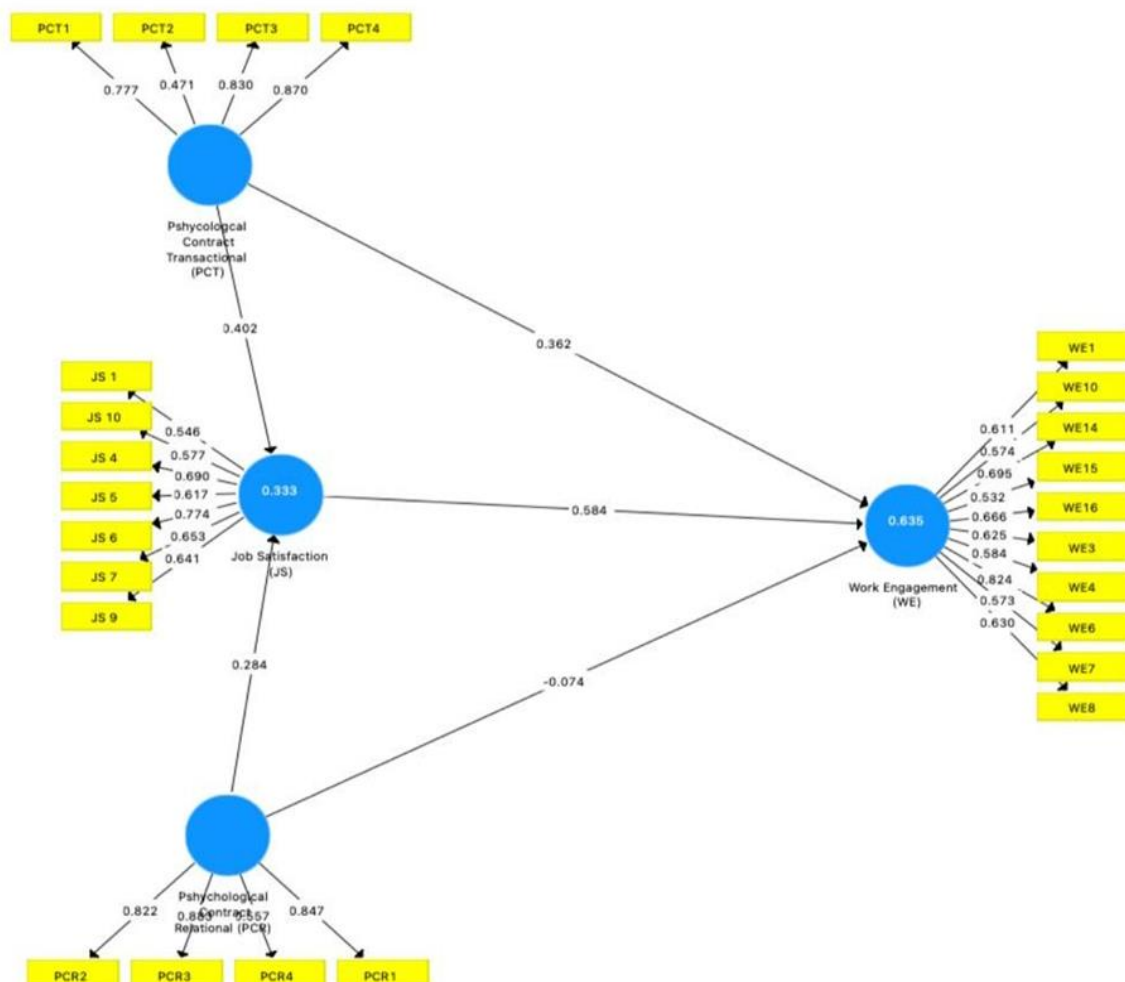 PCT1 PCT2 PCT3 PCT4
0.777 0.471 0.830 0.870
Pshycologcal
Contract
Transactional
(PCT)
0.402
0.362
JS 1
JS 10
JS 4
JS 5
JS 6
JS 7
JS 9
0.546
0.577
0.690
0.617
0.774
0.653
0.641
0.333
Job Satisfaction
(JS)
0.584
0.635
Work Engagement
(WE)
WE1
WE10
WE14
WE15
WE16
WE3
WE4
WE6
WE7
WE8
0.611
0.574
0.695
0.532
0.666
0.625
0.584
0.824
0.573
0.630
0.284
-0.074
Pshychological
Contract
Relational (PCR)
0.822 0.847
PCR2 PCR3 PCR4 PCR1